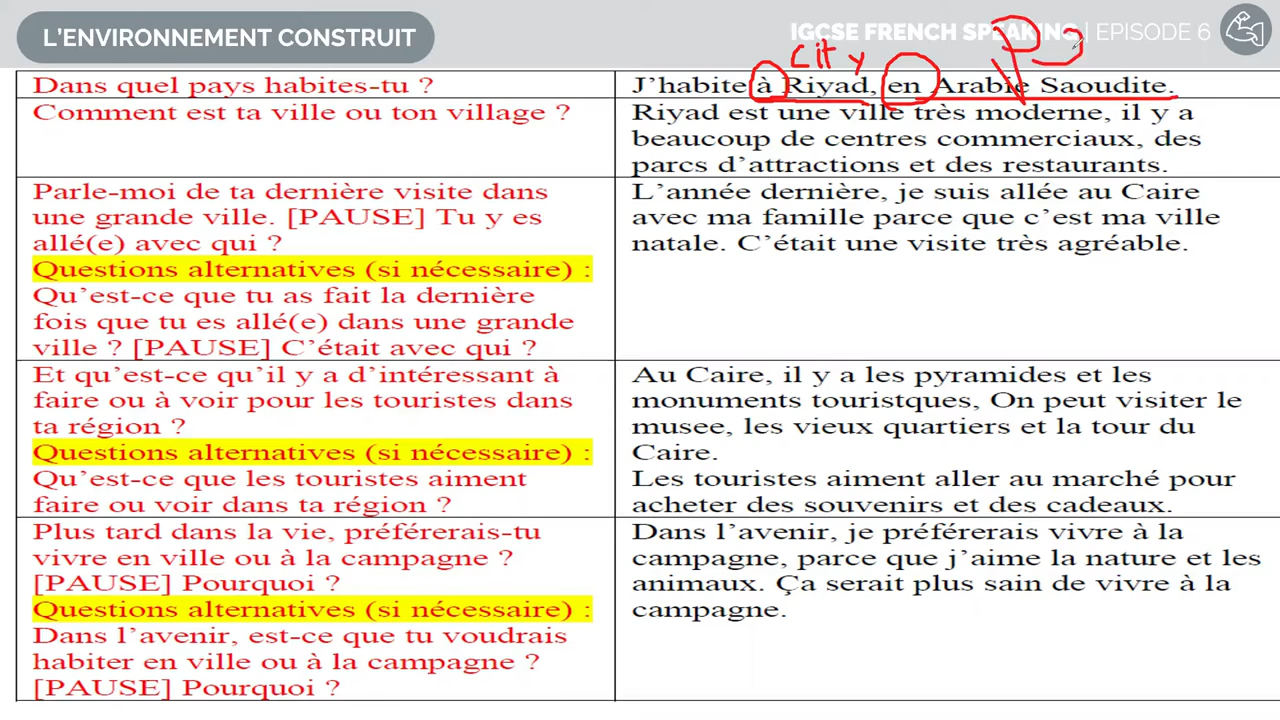 L'ENVIRONNEMENT CONSTRUIT
IGCSE FRENCH SPEAKING | EPISODE 6
city
Dans quel pays habites-tu ?
J'habite à Riyad, en Arabie Saoudite.
Comment est ta ville ou ton village ?
Riyad est une ville très moderne, il y a
beaucoup de centres commerciaux, des
parcs d'attractions et des restaurants.
Parle-moi de ta dernière visite dans
une grande ville. [PAUSE] Tu y es
allé(e) avec qui ?
Questions alternatives (si nécessaire) :
Qu'est-ce que tu as fait la dernière
fois que tu es allé(e) dans une grande
ville ? [PAUSE] C'était avec qui ?
L'année dernière, je suis allée au Caire
avec ma famille parce que c'est ma ville
natale. C'était une visite très agréable.
Et qu'est-ce qu'il y a d'intéressant à
faire ou à voir pour les touristes dans
ta région ?
Questions alternatives (si nécessaire) :
Qu'est-ce que les touristes aiment
faire ou voir dans ta région ?
Au Caire, il y a les pyramides et les
monuments touristques, On peut visiter le
musee, les vieux quartiers et la tour du
Caire.
Les touristes aiment aller au marché pour
acheter des souvenirs et des cadeaux.
Plus tard dans la vie, préférerais-tu
vivre en ville ou à la campagne ?
[PAUSE] Pourquoi ?
Questions alternatives (si nécessaire) :
Dans l'avenir, est-ce que tu voudrais
habiter en ville ou à la campagne ?
[PAUSE] Pourquoi ?
Dans l'avenir, je préférerais vivre à la
campagne, parce que j'aime la nature et les
animaux. Ça serait plus sain de vivre à la
campagne.